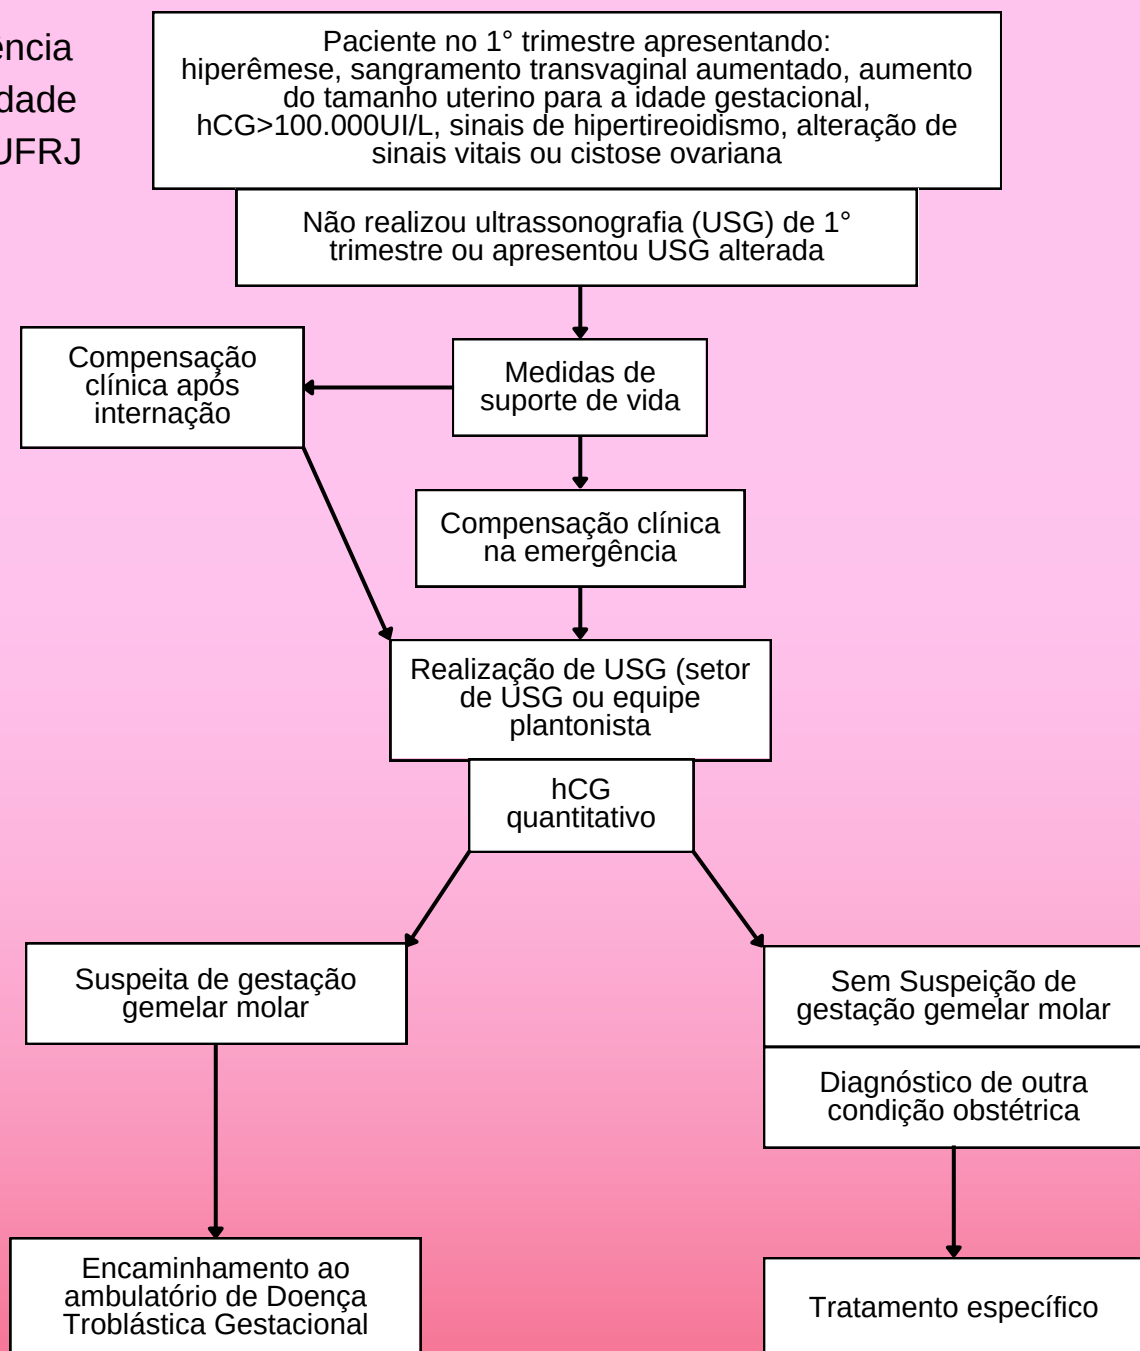 UFRJ
Paciente no 1° trimestre apresentando:
hiperêmese, sangramento transvaginal aumentado, aumento
do tamanho uterino para a idade gestacional,
hCG>100.000UI/L, sinais de hipertireoidismo, alteração de
sinais vitais ou cistose ovariana
Não realizou ultrassonografia (USG) de 1°
trimestre ou apresentou USG alterada
Medidas de
suporte de vida
Compensação
clínica após
internação
Compensação clínica
na emergência
Realização de USG (setor
de USG ou equipe
plantonista
hCG
quantitativo
Suspeita de gestação
gemelar molar
Sem Suspeição de
gestação gemelar molar
Diagnóstico de outra
condição obstétrica
Encaminhamento ao
ambulatório de Doença
Troblástica Gestacional
Tratamento específico